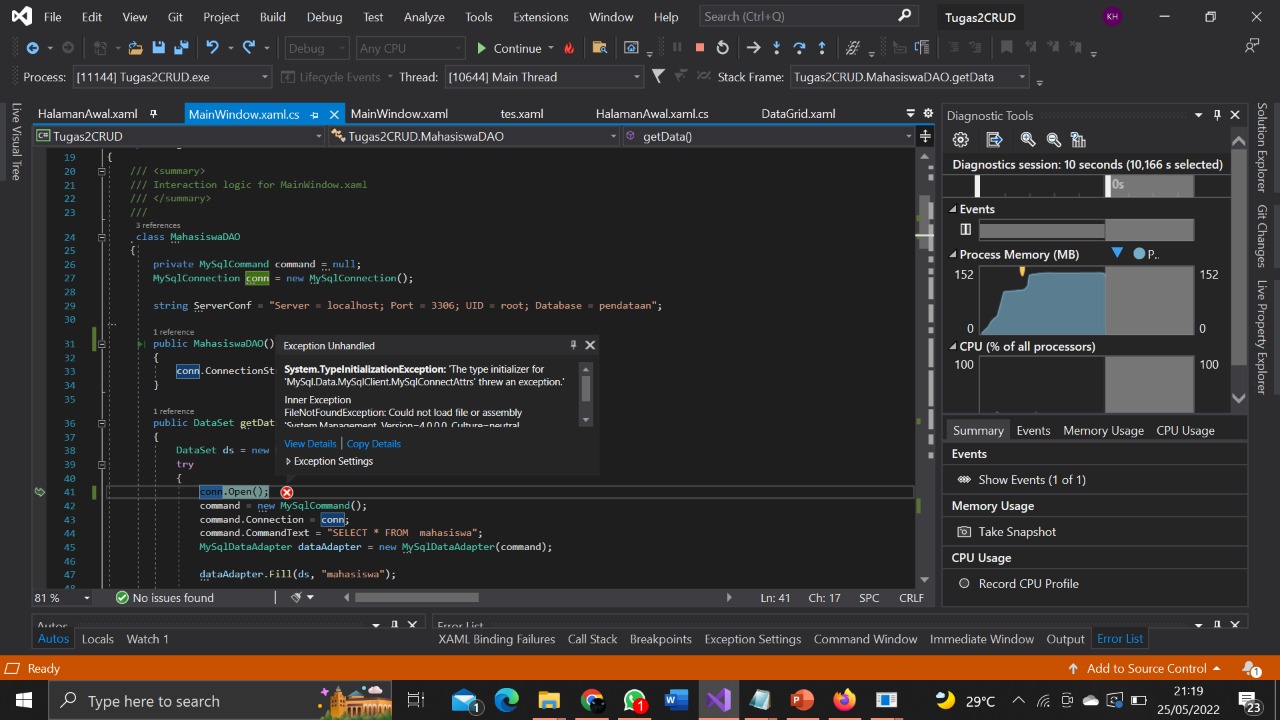 File Edit View Git Project Build Debug Test Analyze Tools Extensions Window Help Search (Ctrl+Q) Tugas2CRUD KH
Debug Any CPU Continue
Process: [11144] Tugas2CRUD.exe Lifecycle Events Thread: [10644] Main Thread Stack Frame: Tugas2CRUD.MahasiswaDAO.getData
Live Visual Tree
HalamanAwal.xaml MainWindow.xaml.cs MainWindow.xaml tes.xaml HalamanAwal.xaml.cs DataGrid.xaml
Tugas2CRUD Tugas2CRUD.MahasiswaDAO getData()
19 {
20 /// <summary>
21 /// Interaction logic for MainWindow.xaml
22 /// </summary>
23 ///
3 references
24 class MahasiswaDAO
25 {
26 private MySqlCommand command = null;
27 MySqlConnection conn = new MySqlConnection();
28
29 string ServerConf = "Server = localhost; Port = 3306; UID = root; Database = pendataan";
30
1 reference
31 public MahasiswaDAO()
32 {
33 conn.ConnectionSt
34 }
35
1 reference
36 public DataSet getDat
37 {
38 DataSet ds = new
39 try
40 {
41 conn.Open();
42 command = new MySqlCommand();
43 command.Connection = conn;
44 command.CommandText = "SELECT * FROM mahasiswa";
45 MySqlDataAdapter dataAdapter = new MySqlDataAdapter(command);
46
47 dataAdapter.Fill(ds, "mahasiswa");
48
Exception Unhandled
System.TypeInitializationException: 'The type initializer for
'MySql.Data.MySqlClient.MySqlConnectAttrs' threw an exception.'
Inner Exception
FileNotFoundException: Could not load file or assembly
'System.Management, Version=4.0.0.0, Culture=neutral,
View Details Copy Details
Exception Settings
81 % No issues found Ln: 41 Ch: 17 SPC CRLF
Diagnostic Tools
Diagnostics session: 10 seconds (10,166 s selected)
0s
Events
Process Memory (MB) P..
152 152
0 0
CPU (% of all processors)
100 100
Summary Events Memory Usage CPU Usage
Events
Show Events (1 of 1)
Memory Usage
Take Snapshot
CPU Usage
Record CPU Profile
Solution Explorer
Git Changes
Live Property Explorer
Autos Error List
Autos Locals Watch 1 XAML Binding Failures Call Stack Breakpoints Exception Settings Command Window Immediate Window Output Error List
Ready Add to Source Control 1
Type here to search 1 1 29°C 21:19
25/05/2022 23